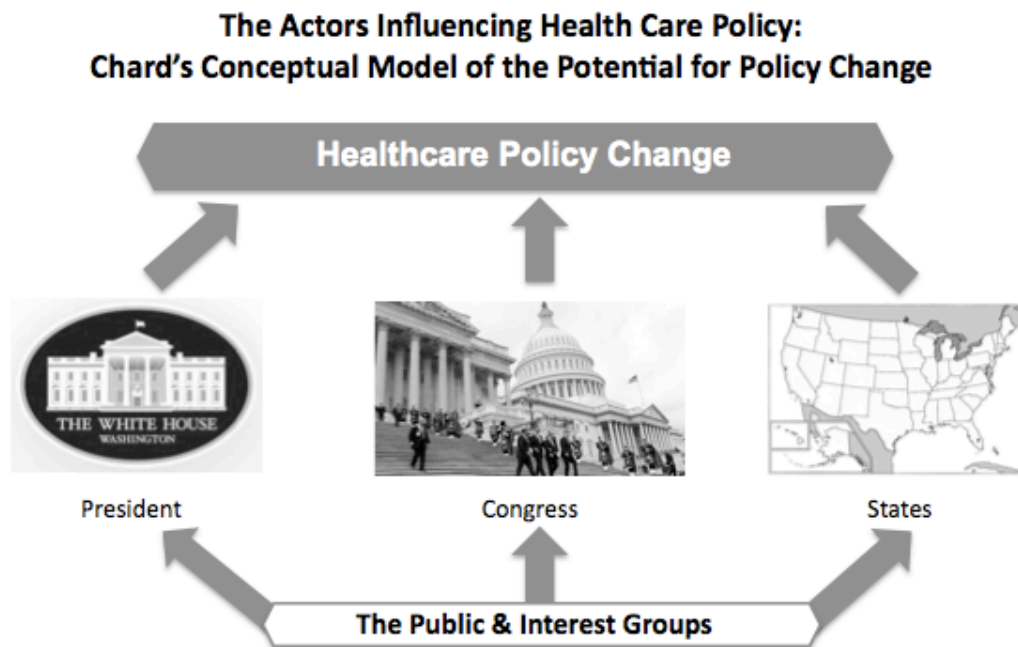 The Actors Influencing Health Care Policy:
Chard's Conceptual Model of the Potential for Policy Change
Healthcare Policy Change
THE WHITE HOUSE
WASHINGTON
President
Congress
States
The Public & Interest Groups